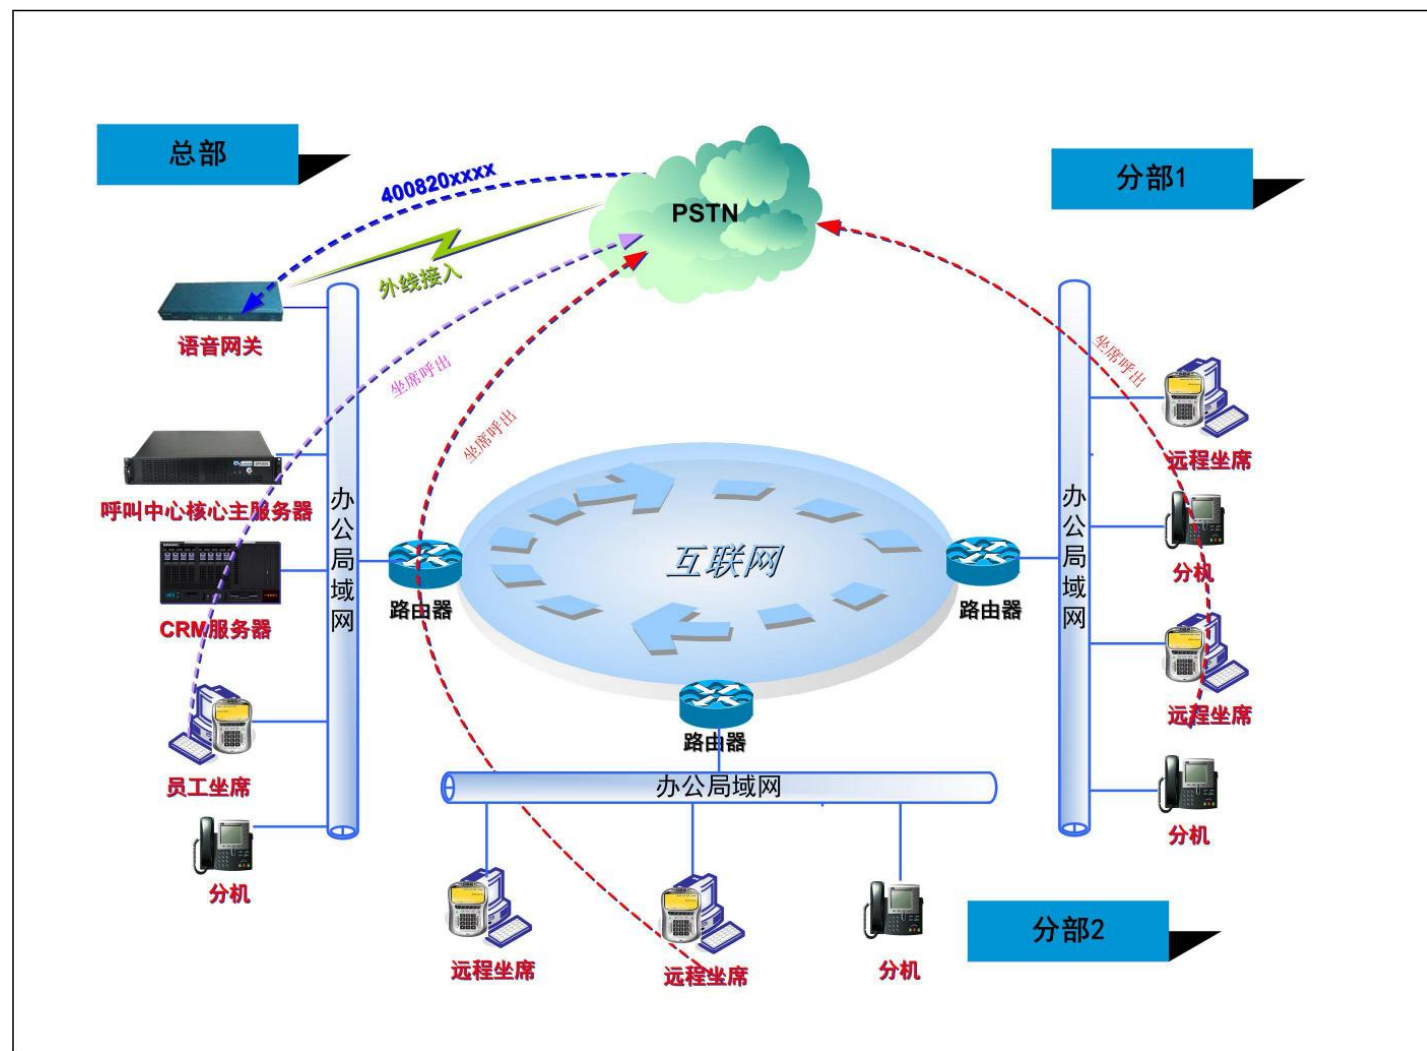 总部
400820xxxx
PSTN
分部1
外线接入
语音网关
坐席呼出
坐席呼出
坐席呼出
远程坐席
呼叫中心核心主服务器
办公局域网
互联网
办公局域网
分机
CRM服务器
路由器
路由器
远程坐席
路由器
员工坐席
办公局域网
分机
分机
远程坐席
远程坐席
分机
分部2